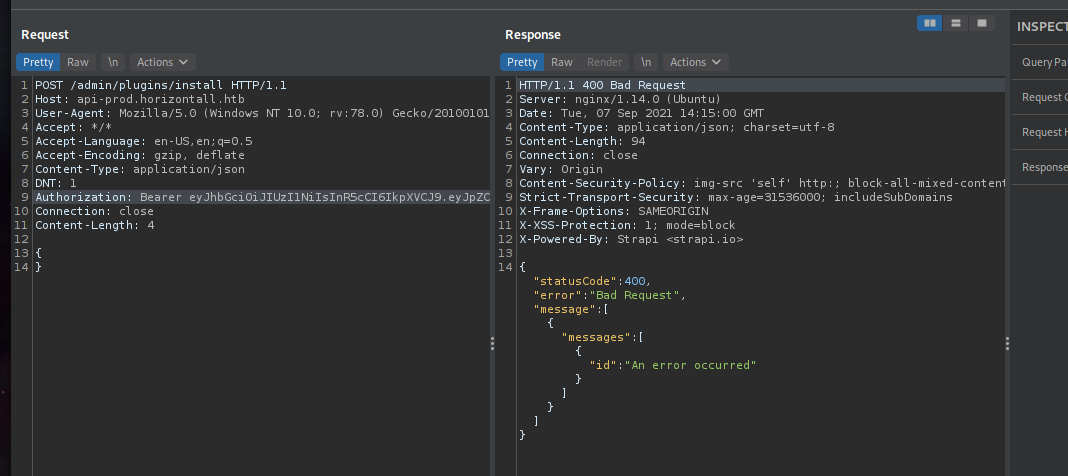 Request
Pretty Raw \n Actions
1 POST /admin/plugins/install HTTP/1.1
2 Host: api-prod.horizontall.htb
3 User-Agent: Mozilla/5.0 (Windows NT 10.0; rv:78.0) Gecko/20100101
4 Accept: */*
5 Accept-Language: en-US,en;q=0.5
6 Accept-Encoding: gzip, deflate
7 Content-Type: application/json
8 DNT: 1
9 Authorization: Bearer eyJhbGciOiJIUzI1NiIsInR5cCI6IkpXVCJ9.eyJpZC
10 Connection: close
11 Content-Length: 4
12
13 {
14 }
Response
Pretty Raw Render \n Actions
1 HTTP/1.1 400 Bad Request
2 Server: nginx/1.14.0 (Ubuntu)
3 Date: Tue, 07 Sep 2021 14:15:00 GMT
4 Content-Type: application/json; charset=utf-8
5 Content-Length: 94
6 Connection: close
7 Vary: Origin
8 Content-Security-Policy: img-src 'self' http:; block-all-mixed-content
9 Strict-Transport-Security: max-age=31536000; includeSubDomains
10 X-Frame-Options: SAMEORIGIN
11 X-XSS-Protection: 1; mode=block
12 X-Powered-By: Strapi <strapi.io>
13
14 {
"statusCode":400,
"error":"Bad Request",
"message":[
{
"messages":[
{
"id":"An error occurred"
}
]
}
]
}
INSPECT
Query Pa
Request
Request H
Response